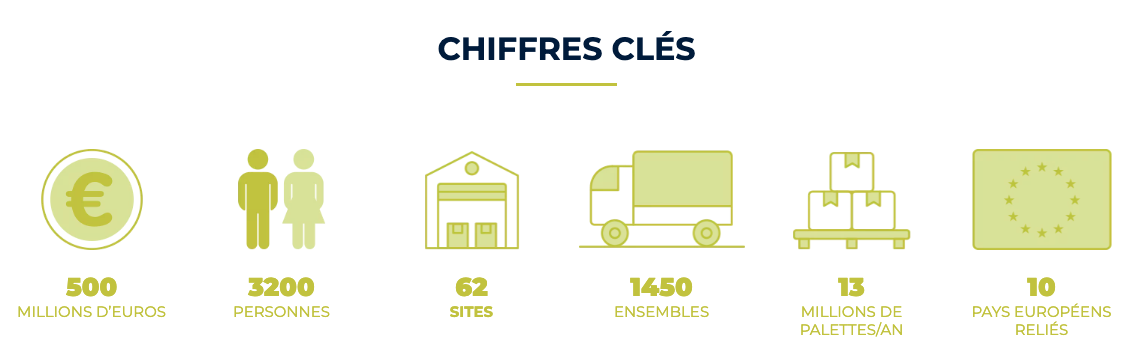 CHIFFRES CLÉS
€
500
MILLIONS D'EUROS
3200
PERSONNES
62
SITES
1450
ENSEMBLES
13
MILLIONS DE
PALETTES/AN
10
PAYS EUROPÉENS
RELIÉS